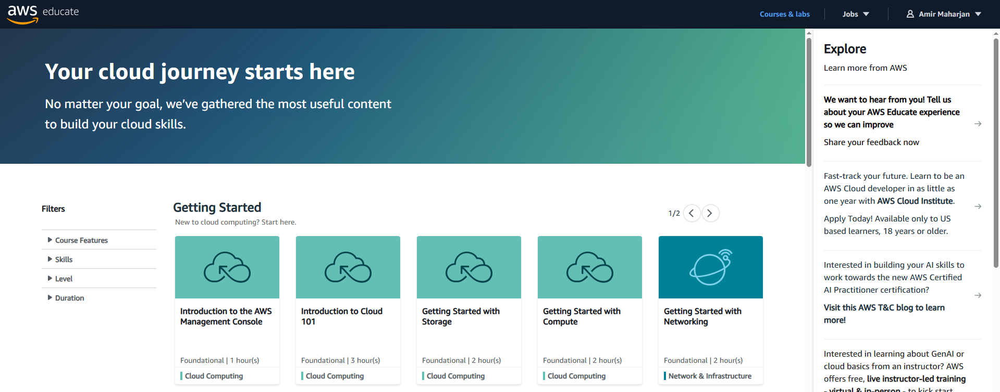 aws educate
Courses & labs
Jobs
Amir Maharjan
Your cloud journey starts here
No matter your goal, we’ve gathered the most useful content
to build your cloud skills.
Filters
Course Features
Skills
Level
Duration
Getting Started
New to cloud computing? Start here.
1/2
Introduction to the AWS
Management Console
Foundational | 1 hour(s)
Cloud Computing
Introduction to Cloud
101
Foundational | 3 hour(s)
Cloud Computing
Getting Started with
Storage
Foundational | 2 hour(s)
Cloud Computing
Getting Started with
Compute
Foundational | 2 hour(s)
Cloud Computing
Getting Started with
Networking
Foundational | 2 hour(s)
Network & Infrastructure
Explore
Learn more from AWS
We want to hear from you! Tell us
about your AWS Educate experience
so we can improve
Share your feedback now
Fast-track your future. Learn to be an
AWS Cloud developer in as little as
one year with AWS Cloud Institute.
Apply Today! Available only to US
based learners, 18 years or older.
Interested in building your AI skills to
work towards the new AWS Certified
AI Practitioner certification?
Visit this AWS T&C blog to learn
more!
Interested in learning about GenAI or
cloud basics from an instructor? AWS
offers free, live instructor-led training
- virtual & in-person - to kick start